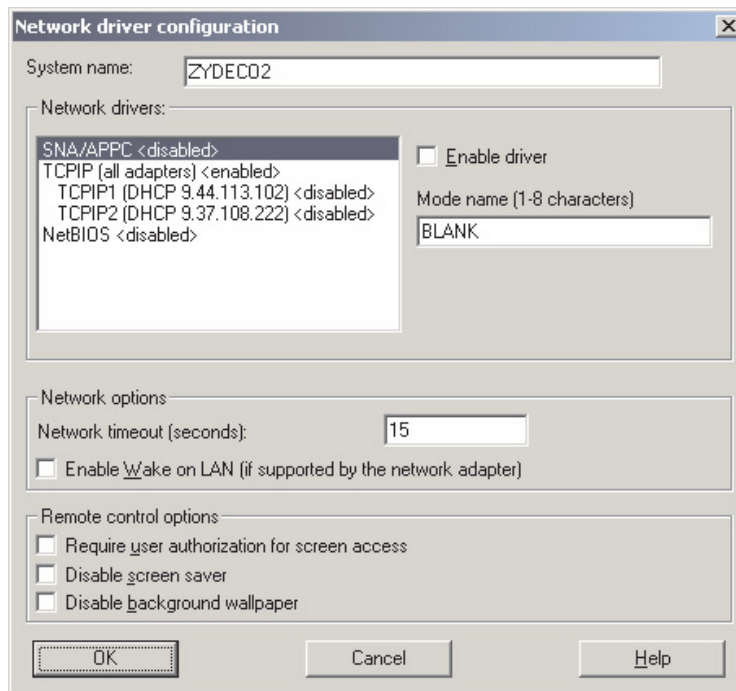 Network driver configuration
System name: ZYDECO2
Network drivers:
SNA/APPC <disabled>
TCPIP (all adapters) <enabled>
TCPIP1 (DHCP 9.44.113.102) <disabled>
TCPIP2 (DHCP 9.37.108.222) <disabled>
NetBIOS <disabled>
Enable driver
Mode name (1-8 characters)
BLANK
Network options
Network timeout (seconds): 15
Enable Wake on LAN (if supported by the network adapter)
Remote control options
Require user authorization for screen access
Disable screen saver
Disable background wallpaper
OK Cancel Help